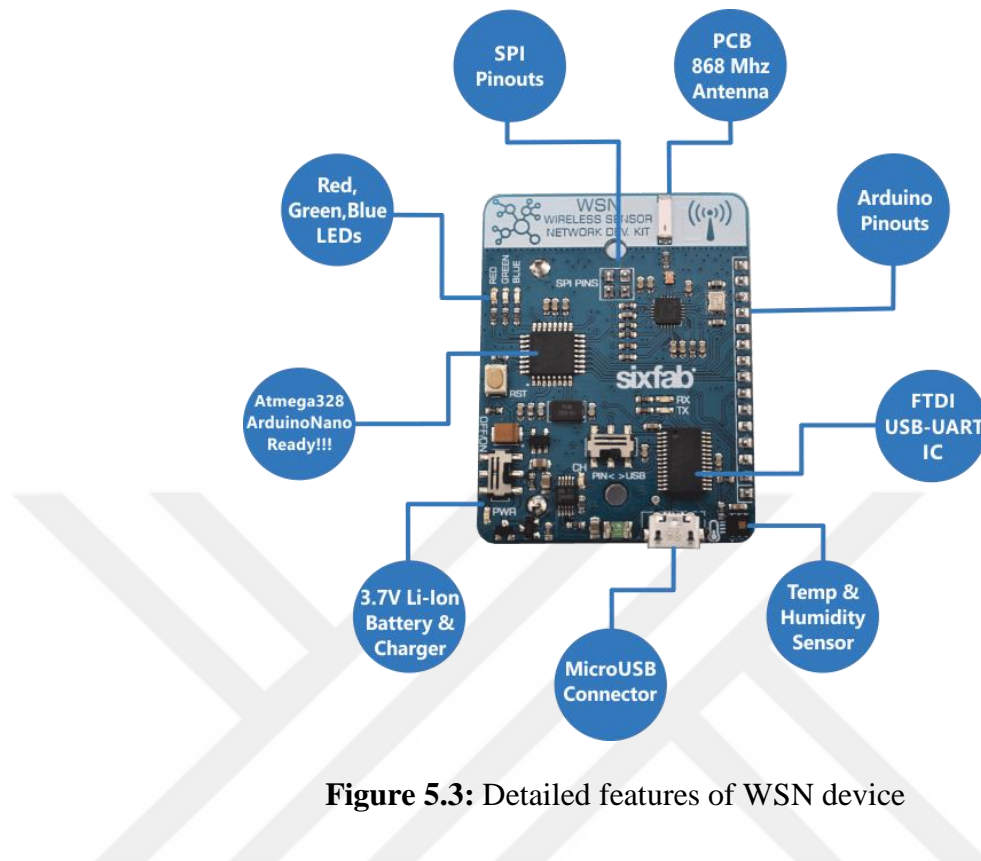 SPI
Pinouts
PCB
868 Mhz
Antenna
Red,
Green,Blue
LEDs
Arduino
Pinouts
WSN
WIRELESS SENSOR
NETWORK DEV. KIT
RED
GREEN
BLUE
SPI PINS
sixfab
RST
RX
TX
Atmega328
ArduinoNano
Ready!!!
FTDI
USB-UART
IC
OFF/ON
CH
PIN< >USB
PWR
3.7V Li-Ion
Battery &
Charger
MicroUSB
Connector
Temp &
Humidity
Sensor
Figure 5.3: Detailed features of WSN device